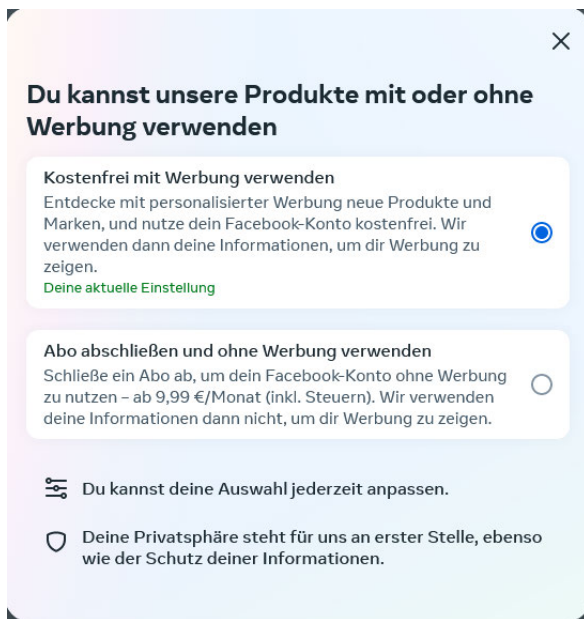 Du kannst unsere Produkte mit oder ohne
Werbung verwenden
Kostenfrei mit Werbung verwenden
Entdecke mit personalisierter Werbung neue Produkte und
Marken, und nutze dein Facebook-Konto kostenfrei. Wir
verwenden dann deine Informationen, um dir Werbung zu
zeigen.
Deine aktuelle Einstellung
Abo abschließen und ohne Werbung verwenden
Schließe ein Abo ab, um dein Facebook-Konto ohne Werbung
zu nutzen – ab 9,99 €/Monat (inkl. Steuern). Wir verwenden
deine Informationen dann nicht, um dir Werbung zu zeigen.
Du kannst deine Auswahl jederzeit anpassen.
Deine Privatsphäre steht für uns an erster Stelle, ebenso
wie der Schutz deiner Informationen.